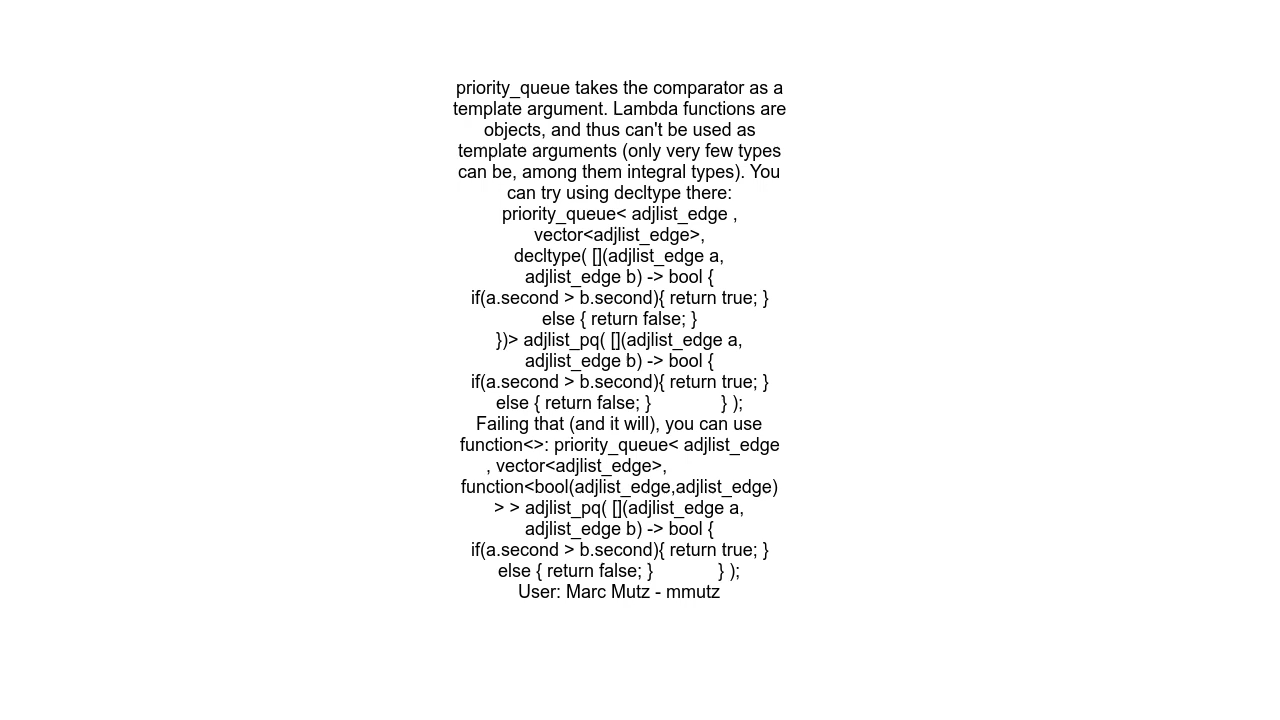 priority_queue takes the comparator as a
template argument. Lambda functions are
objects, and thus can't be used as
template arguments (only very few types
can be, among them integral types). You
can try using decltype there:
priority_queue< adjlist_edge ,
vector<adjlist_edge>,
decltype( [](adjlist_edge a,
adjlist_edge b) -> bool {
if(a.second > b.second){ return true; }
else { return false; }
})> adjlist_pq( [](adjlist_edge a,
adjlist_edge b) -> bool {
if(a.second > b.second){ return true; }
else { return false; }              } );
Failing that (and it will), you can use
function<>: priority_queue< adjlist_edge
, vector<adjlist_edge>,
function<bool(adjlist_edge,adjlist_edge)
> > adjlist_pq( [](adjlist_edge a,
adjlist_edge b) -> bool {
if(a.second > b.second){ return true; }
else { return false; }             } );
User: Marc Mutz - mmutz